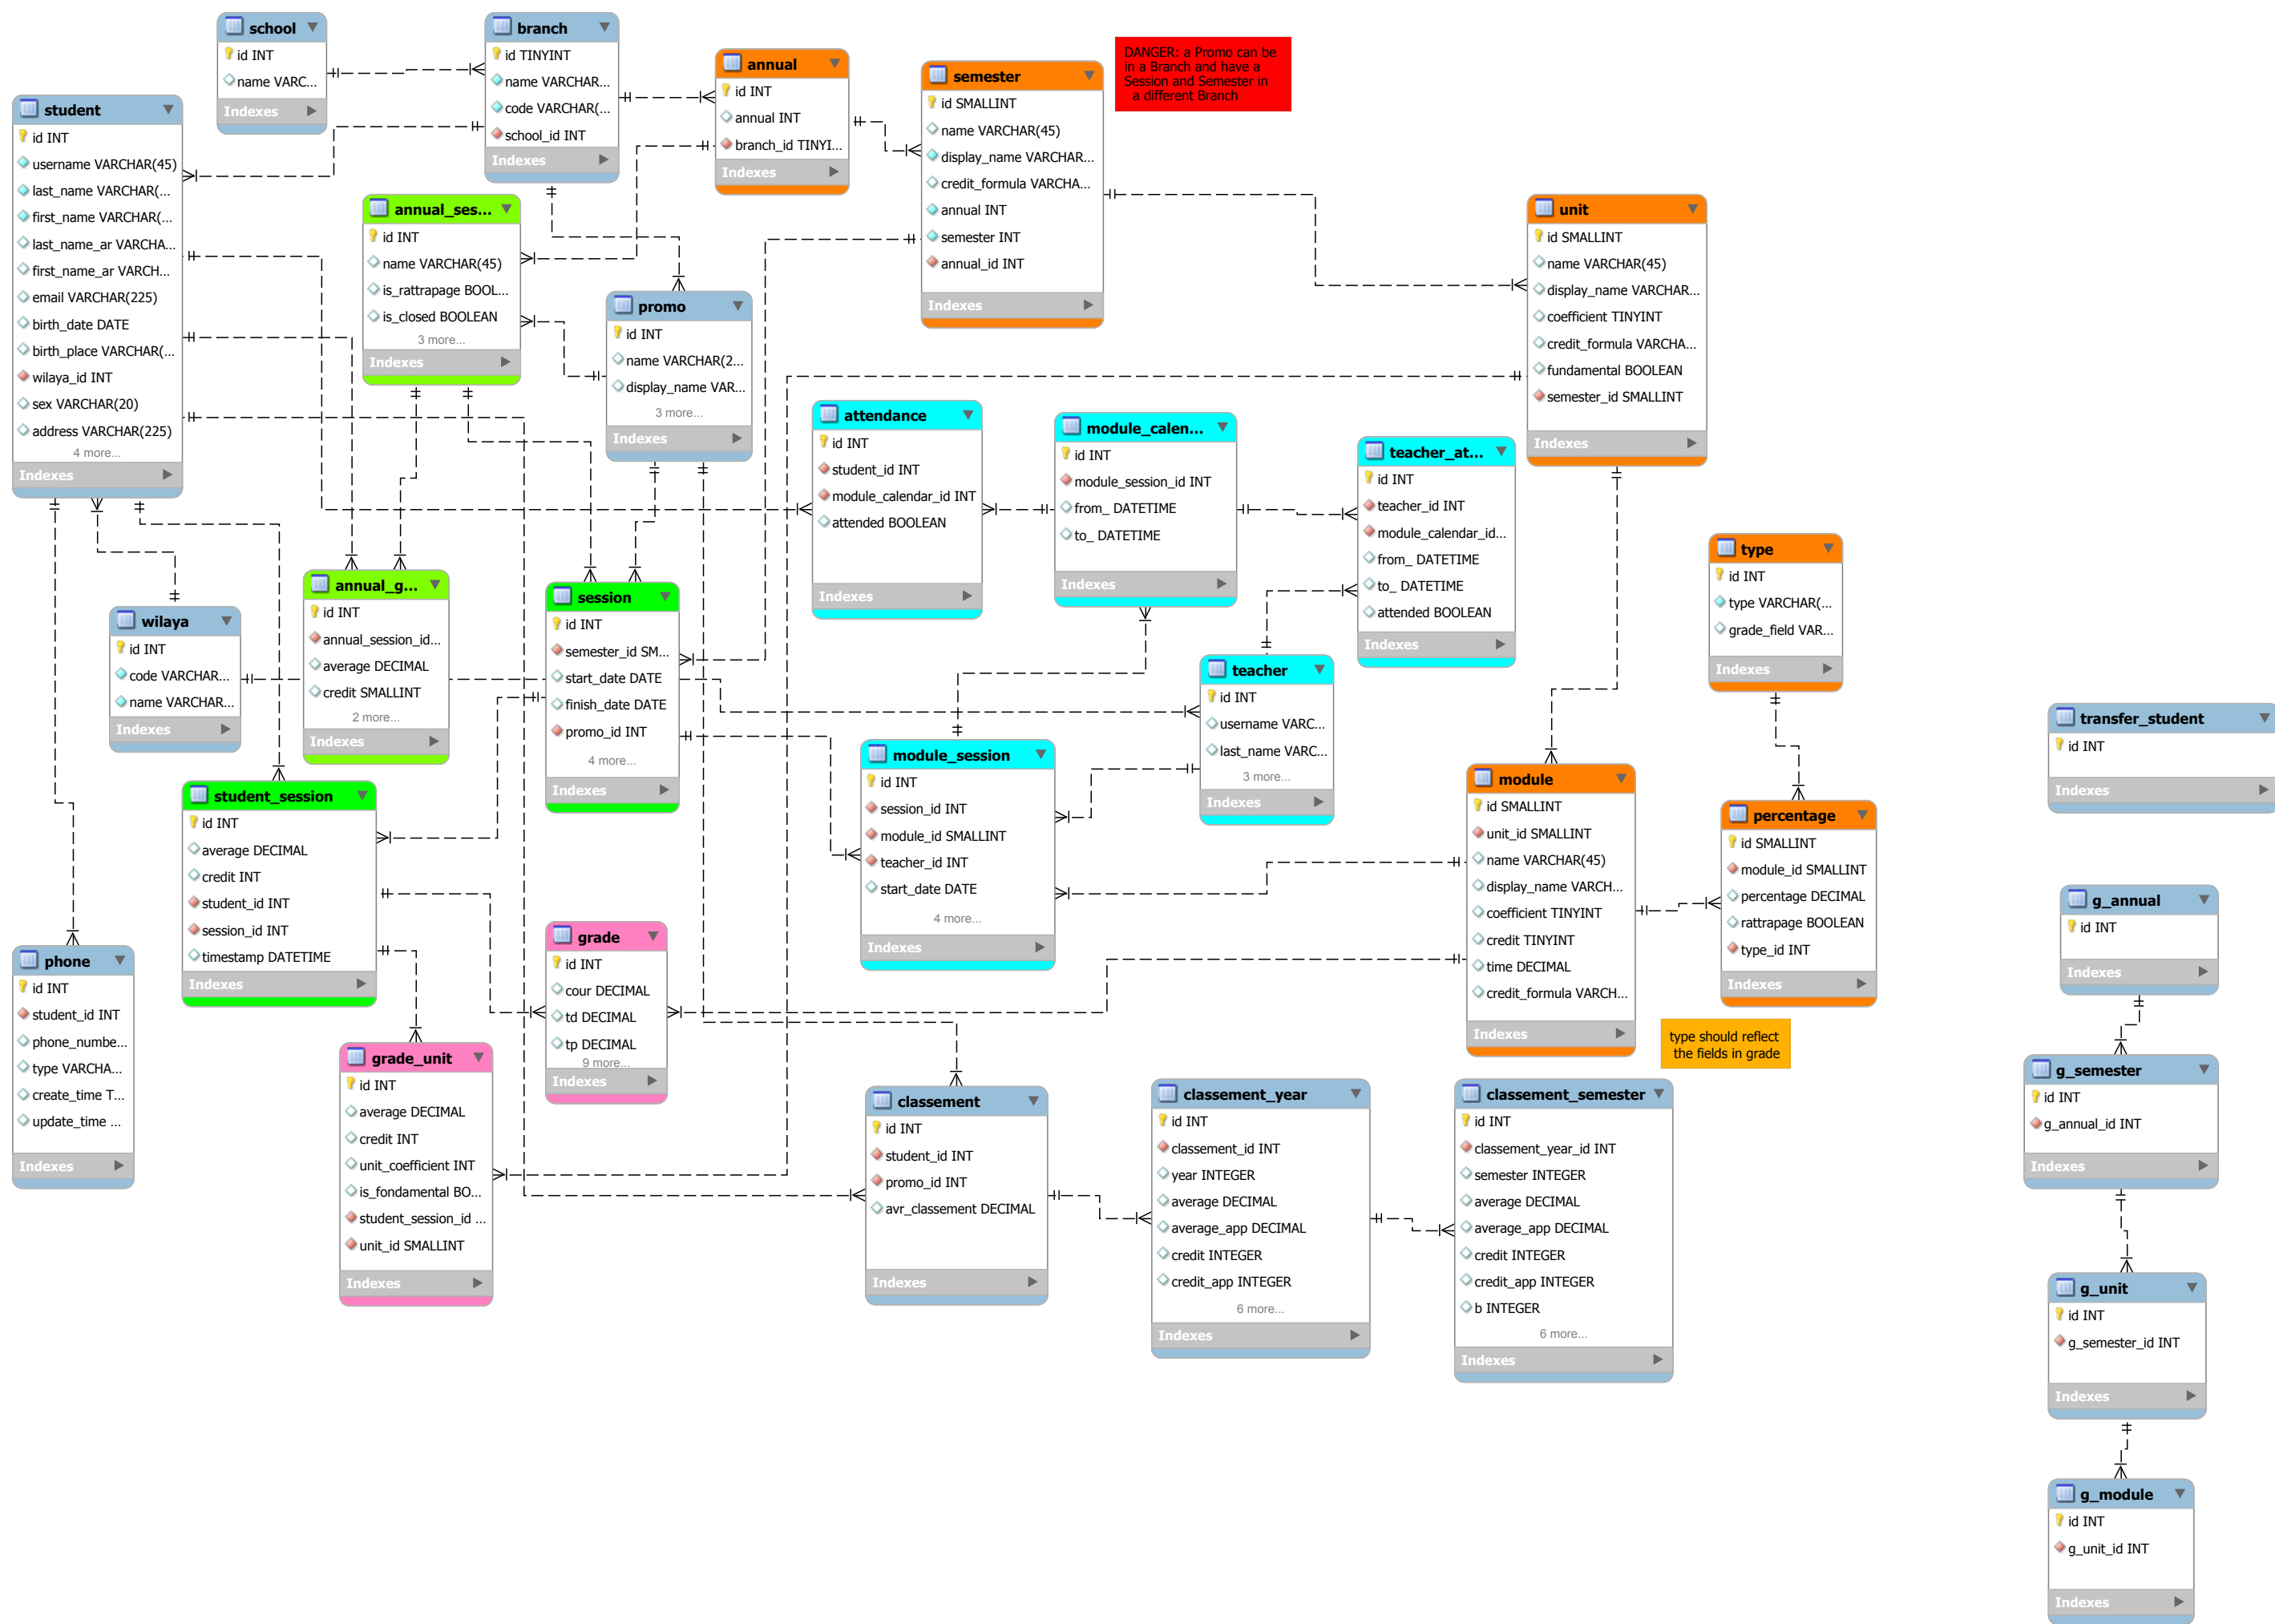 school
id INT
name VARC...
Indexes
branch
id TINYINT
name VARCHAR...
code VARCHAR(...
school_id INT
Indexes
annual
id INT
annual INT
branch_id TINYI...
Indexes
semester
id SMALLINT
name VARCHAR(45)
display_name VARCHAR...
credit_formula VARCHA...
annual INT
semester INT
annual_id INT
Indexes
DANGER: a Promo can be
in a Branch and have a
Session and Semester in
a different Branch
student
id INT
username VARCHAR(45)
last_name VARCHAR(...
first_name VARCHAR(...
last_name_ar VARCHA...
first_name_ar VARCH...
email VARCHAR(225)
birth_date DATE
birth_place VARCHAR(...
wilaya_id INT
sex VARCHAR(20)
address VARCHAR(225)
4 more...
Indexes
annual_ses...
id INT
name VARCHAR(45)
is_rattrapage BOOL...
is_closed BOOLEAN
3 more...
Indexes
promo
id INT
name VARCHAR(2...
display_name VAR...
3 more...
Indexes
unit
id SMALLINT
name VARCHAR(45)
display_name VARCHAR...
coefficient TINYINT
credit_formula VARCHA...
fundamental BOOLEAN
semester_id SMALLINT
Indexes
attendance
id INT
student_id INT
module_calendar_id INT
attended BOOLEAN
Indexes
module_calen...
id INT
module_session_id INT
from_ DATETIME
to_ DATETIME
Indexes
teacher_at...
id INT
teacher_id INT
module_calendar_id...
from_ DATETIME
to_ DATETIME
attended BOOLEAN
Indexes
type
id INT
type VARCHAR(...
grade_field VAR...
Indexes
annual_g...
id INT
annual_session_id...
average DECIMAL
credit SMALLINT
2 more...
Indexes
session
id INT
semester_id SM...
start_date DATE
finish_date DATE
promo_id INT
4 more...
Indexes
wilaya
id INT
code VARCHAR...
name VARCHAR...
Indexes
teacher
id INT
username VARC...
last_name VARC...
3 more...
Indexes
transfer_student
id INT
Indexes
module_session
id INT
session_id INT
module_id SMALLINT
teacher_id INT
start_date DATE
4 more...
Indexes
module
id SMALLINT
unit_id SMALLINT
name VARCHAR(45)
display_name VARCH...
coefficient TINYINT
credit TINYINT
time DECIMAL
credit_formula VARCH...
Indexes
percentage
id SMALLINT
module_id SMALLINT
percentage DECIMAL
rattrapage BOOLEAN
type_id INT
Indexes
type should reflect
the fields in grade
student_session
id INT
average DECIMAL
credit INT
student_id INT
session_id INT
timestamp DATETIME
Indexes
g_annual
id INT
Indexes
grade
id INT
cour DECIMAL
td DECIMAL
tp DECIMAL
9 more...
Indexes
phone
id INT
student_id INT
phone_numbe...
type VARCHA...
create_time T...
update_time ...
Indexes
grade_unit
id INT
average DECIMAL
credit INT
unit_coefficient INT
is_fondamental BO...
student_session_id ...
unit_id SMALLINT
Indexes
g_semester
id INT
g_annual_id INT
Indexes
classement
id INT
student_id INT
promo_id INT
avr_classement DECIMAL
Indexes
classement_year
id INT
classement_id INT
year INTEGER
average DECIMAL
average_app DECIMAL
credit INTEGER
credit_app INTEGER
6 more...
Indexes
classement_semester
id INT
classement_year_id INT
semester INTEGER
average DECIMAL
average_app DECIMAL
credit INTEGER
credit_app INTEGER
b INTEGER
6 more...
Indexes
g_unit
id INT
g_semester_id INT
Indexes
g_module
id INT
g_unit_id INT
Indexes